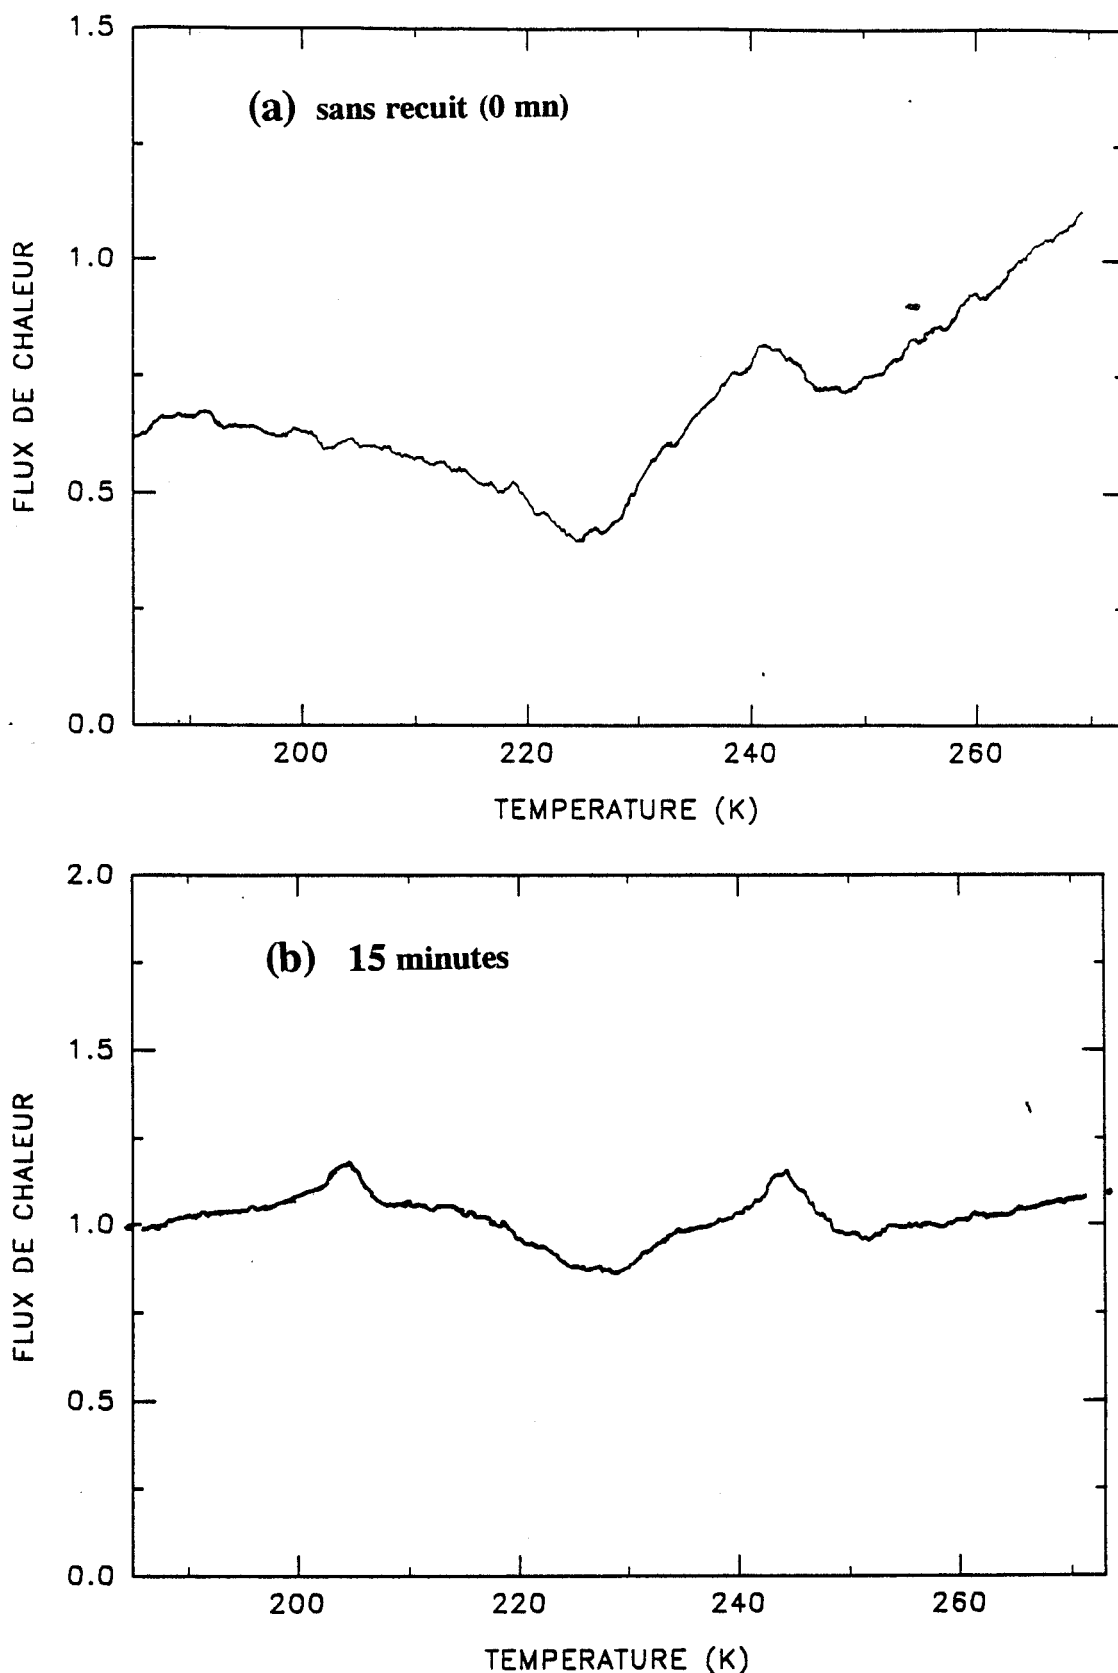 1.5
(a) sans recuit (0 mn)
1.0
FLUX DE CHALEUR
0.5
0.0
200 220 240 260
TEMPERATURE (K)
2.0
(b) 15 minutes
1.5
FLUX DE CHALEUR
1.0
0.5
0.0
200 220 240 260
TEMPERATURE (K)